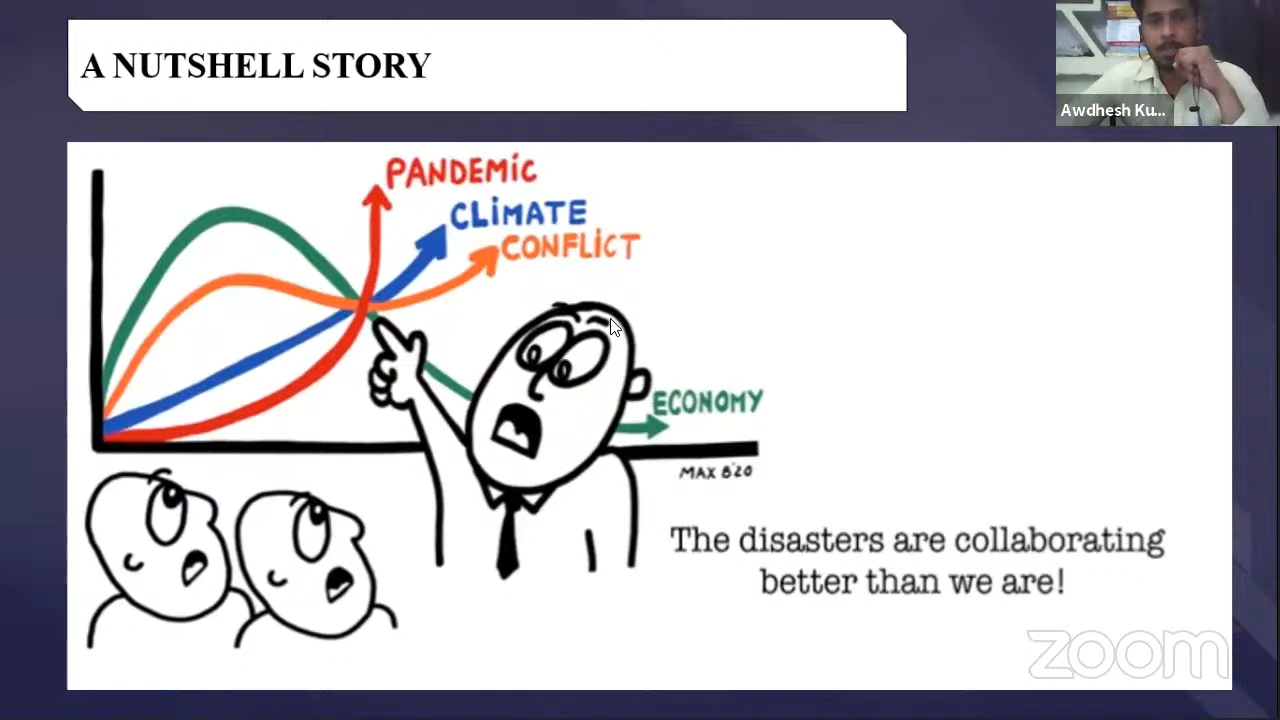 A NUTSHELL STORY
Awdhesh Ku...
PANDEMiC
CLiMATE
CONFLiCT
ECONOMY
MAX 8'20
The disasters are collaborating
better than we are!
zoom